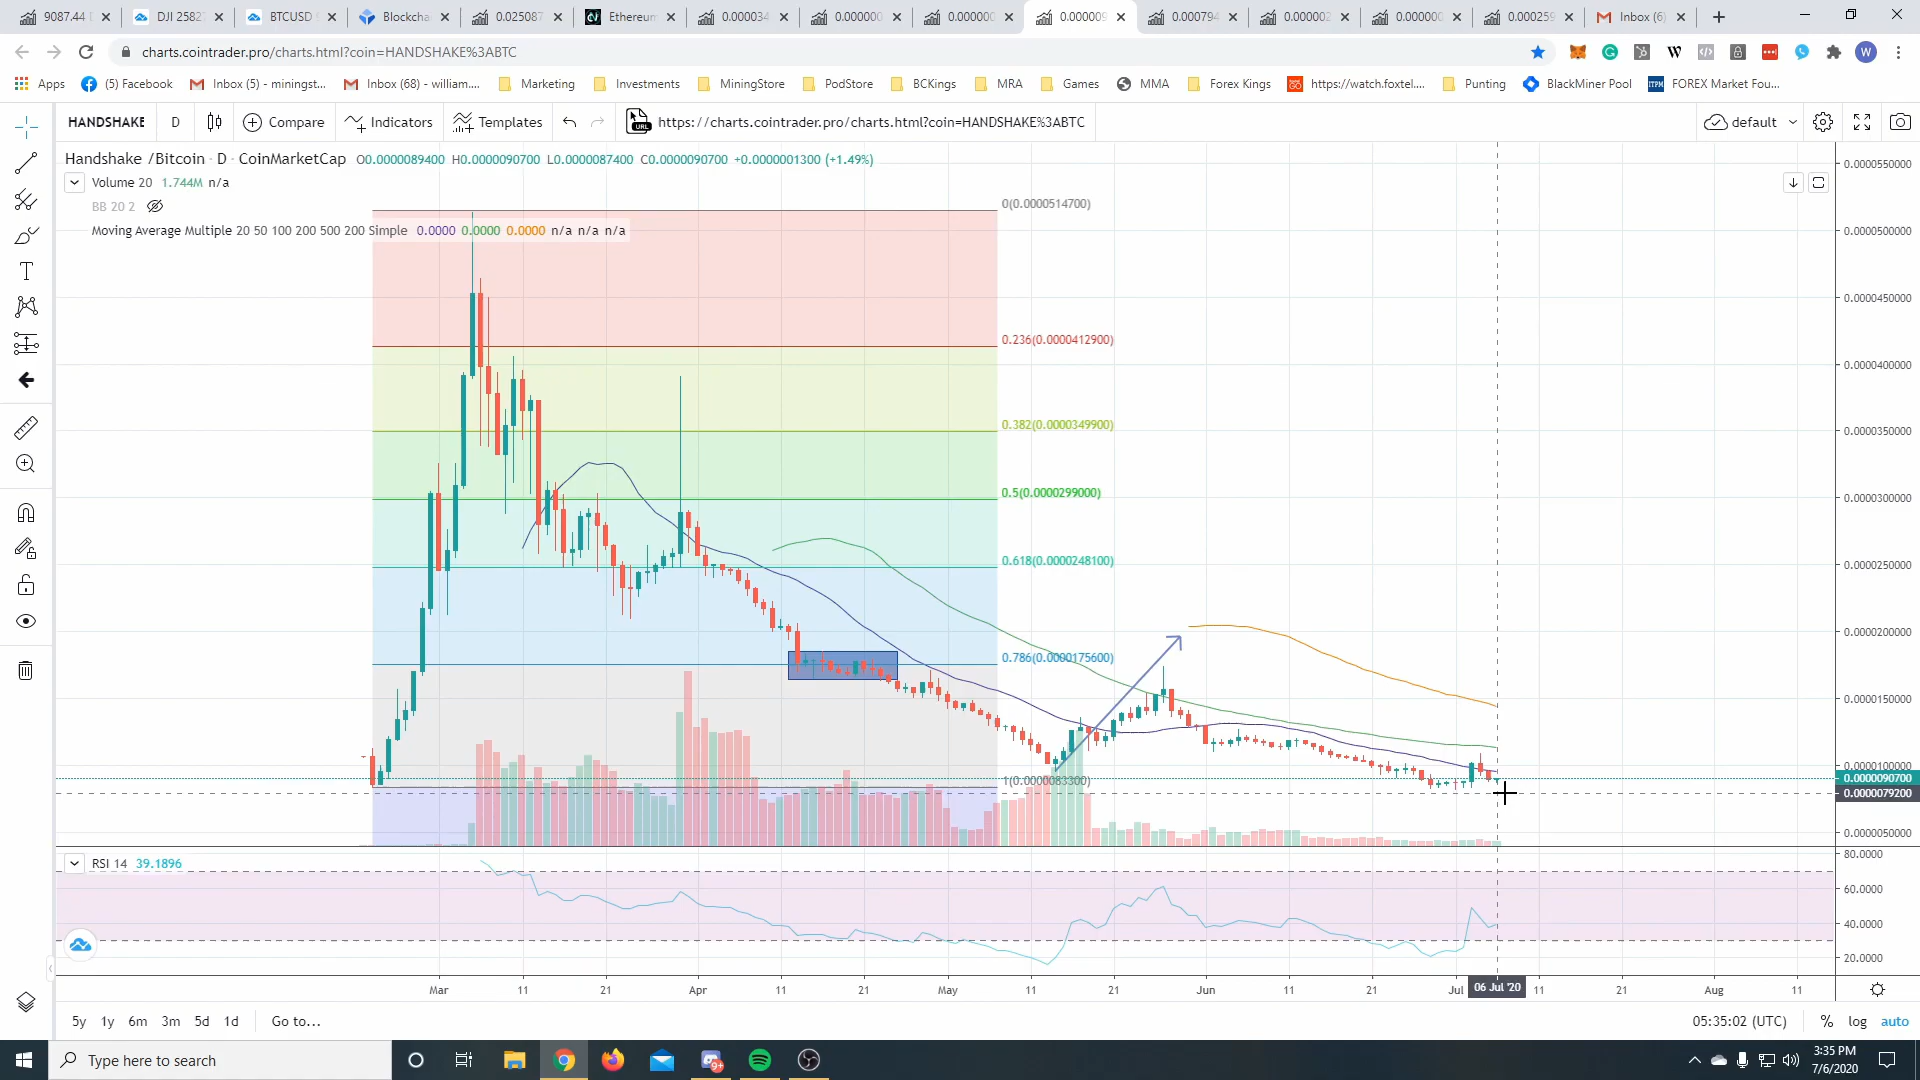 9087.44 DJI 2582 BTCUSD Blockcha 0.025087 Ethereum 0.000034 0.000000 0.000000 0.000009 0.000794 0.000002 0.000000 0.000259 Inbox (6)
charts.cointrader.pro/charts.html?coin=HANDSHAKE%3ABTC W W
Apps (5) Facebook Inbox (5) - miningst... Inbox (68) - william.... Marketing Investments MiningStore PodStore BCKings MRA Games MMA Forex Kings https://watch.foxtel.... Punting BlackMiner Pool FOREX Market Fou...
HANDSHAKE D Compare Indicators Templates https://charts.cointrader.pro/charts.html?coin=HANDSHAKE%3ABTC default
Handshake /Bitcoin · D · CoinMarketCap O0.0000089400 H0.0000090700 L0.0000087400 C0.0000090700 +0.0000001300 (+1.49%)
Volume 20 1.744M n/a
BB 20 2
Moving Average Multiple 20 50 100 200 500 200 Simple 0.0000 0.0000 0.0000 n/a n/a n/a
0(0.0000514700)
0.236(0.0000412900)
0.382(0.0000349900)
0.5(0.0000299000)
0.618(0.0000248100)
0.786(0.0000175600)
1(0.0000083300)
0.0000550000
0.0000500000
0.0000450000
0.0000400000
0.0000350000
0.0000300000
0.0000250000
0.0000200000
0.0000150000
0.0000100000
0.0000090700
0.0000079200
0.0000050000
RSI 14 39.1896
80.0000
60.0000
40.0000
20.0000
Mar 11 21 Apr 11 21 May 11 21 Jun 11 21 Jul 06 Jul '20 11 21 Aug 11
5y 1y 6m 3m 5d 1d Go to... 05:35:02 (UTC) % log auto
Type here to search 9+ 3:35 PM
7/6/2020